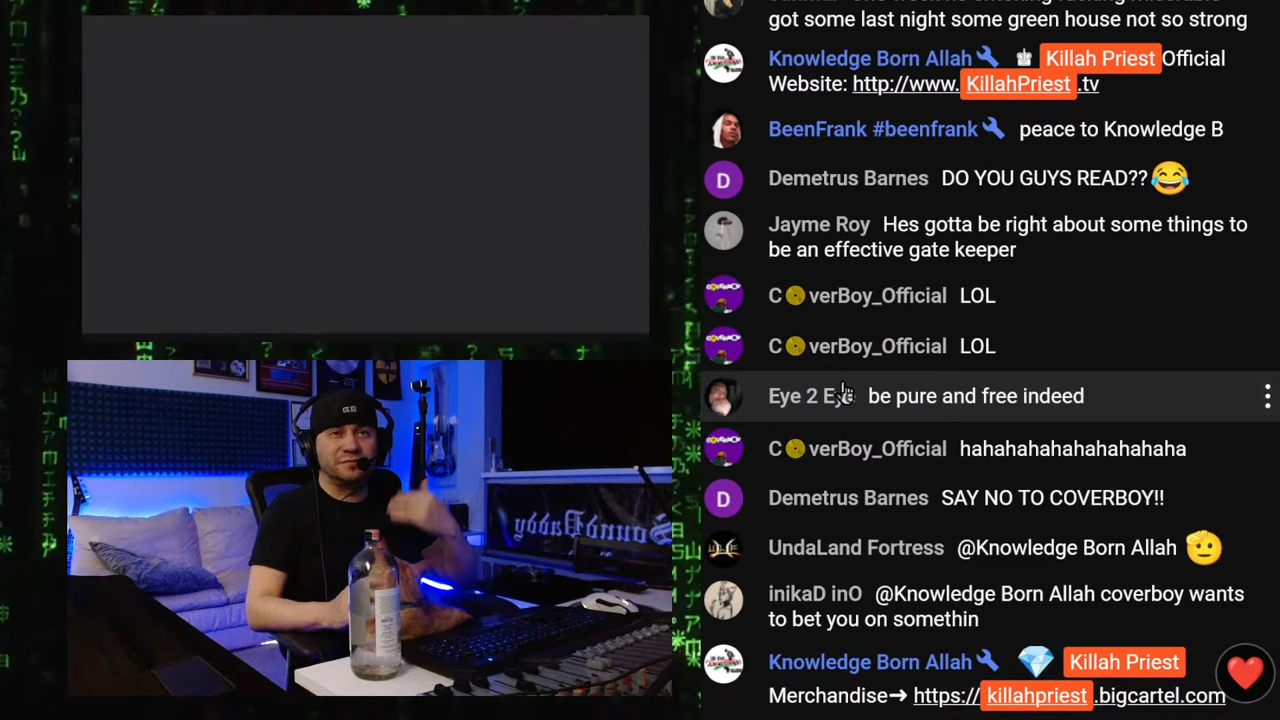 got some last night some green house not so strong
Knowledge Born Allah Killah Priest Official
Website: http://www.KillahPriest.tv
BeenFrank #beenfrank peace to Knowledge B
Demetrus Barnes DO YOU GUYS READ??😂
Jayme Roy Hes gotta be right about some things to
be an effective gate keeper
C verBoy_Official LOL
C verBoy_Official LOL
Eye 2 Eye be pure and free indeed
C verBoy_Official hahahahahahahahaha
Demetrus Barnes SAY NO TO COVERBOY!!
UndaLand Fortress @Knowledge Born Allah 🫡
inikaD inO @Knowledge Born Allah coverboy wants
to bet you on somethin
Knowledge Born Allah 💎 Killah Priest
Merchandise➜ https://killahpriest.bigcartel.com
D
D
SoundDaddy
GR